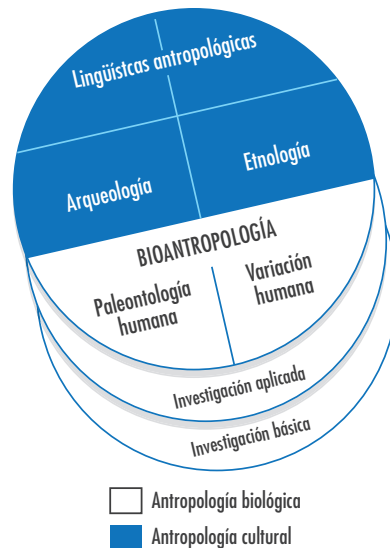 Lingüístcas antropológicas
Arqueología
Etnología
BIOANTROPOLOGÍA
Paleontología
humana
Variación
humana
Investigación aplicada
Investigación básica
Antropología biológica
Antropología cultural